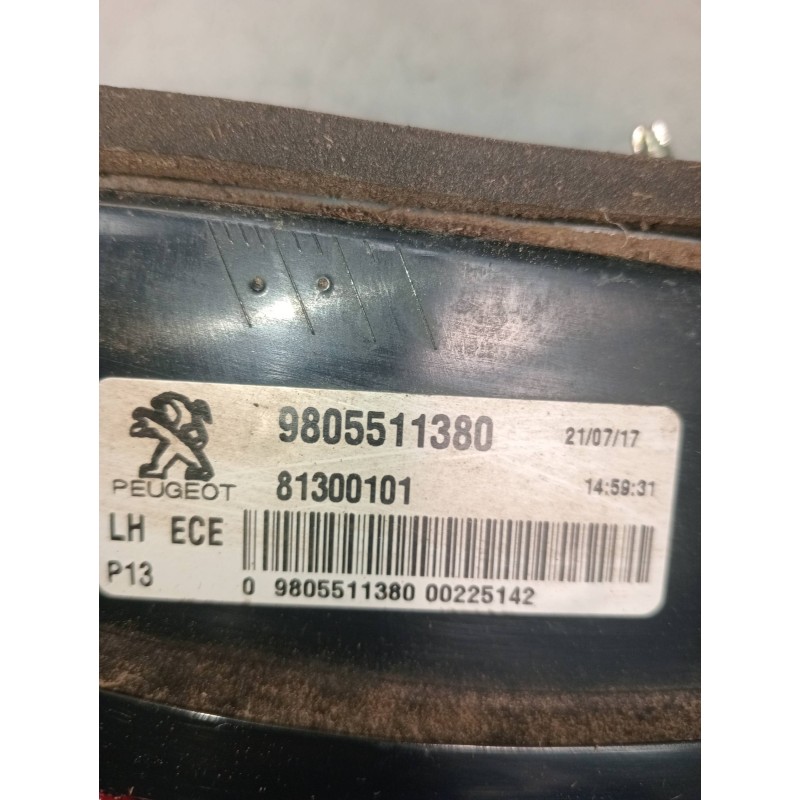 9805511380 21/07/17
PEUGEOT 81300101 14:59:31
LH ECE
P13 0 9805511380 00225142